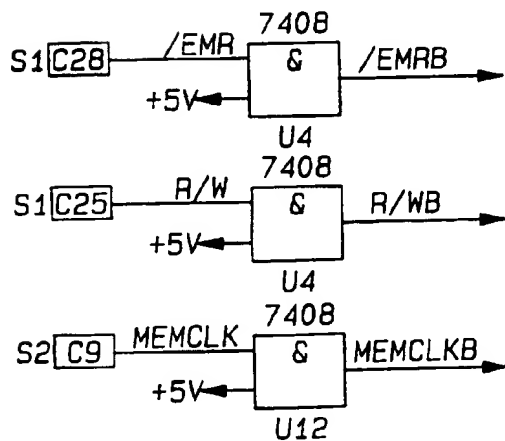 7408
S1 C28 /EMR & /EMRB
+5V
U4
7408
S1 C25 R/W & R/WB
+5V
U4
7408
S2 C9 MEMCLK & MEMCLKB
+5V
U12